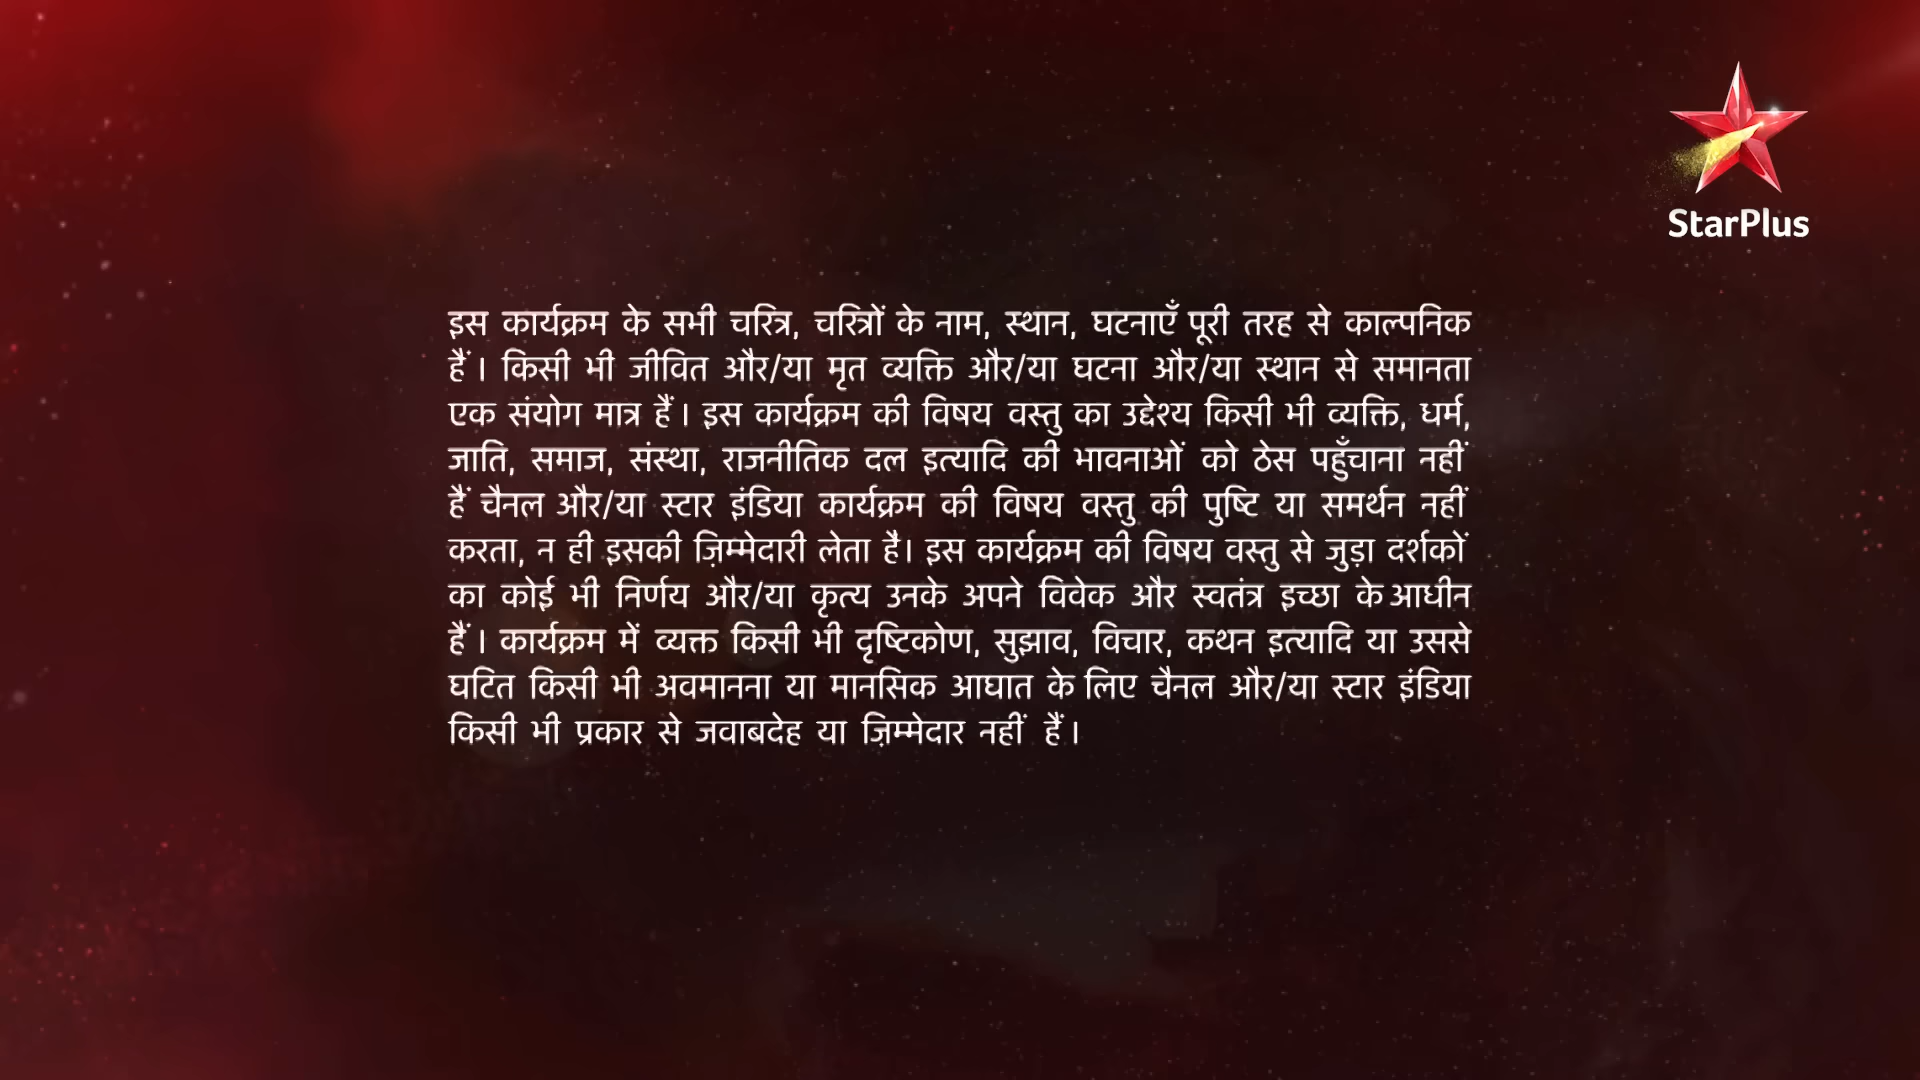 StarPlus
इस कार्यक्रम के सभी चरित्र, चरित्रों के नाम, स्थान, घटनाएँ पूरी तरह से काल्पनिक
हैं । किसी भी जीवित और/या मृत व्यक्ति और/या घटना और/या स्थान से समानता
एक संयोग मात्र हैं । इस कार्यक्रम की विषय वस्तु का उद्देश्य किसी भी व्यक्ति, धर्म,
जाति, समाज, संस्था, राजनीतिक दल इत्यादि की भावनाओं को ठेस पहुँचाना नहीं
हैं चैनल और/या स्टार इंडिया कार्यक्रम की विषय वस्तु की पुष्टि या समर्थन नहीं
करता, न ही इसकी ज़िम्मेदारी लेता है। इस कार्यक्रम की विषय वस्तु से जुड़ा दर्शकों
का कोई भी निर्णय और/या कृत्य उनके अपने विवेक और स्वतंत्र इच्छा के आधीन
हैं । कार्यक्रम में व्यक्त किसी भी दृष्टिकोण, सुझाव, विचार, कथन इत्यादि या उससे
घटित किसी भी अवमानना या मानसिक आघात के लिए चैनल और/या स्टार इंडिया
किसी भी प्रकार से जवाबदेह या ज़िम्मेदार नहीं हैं ।